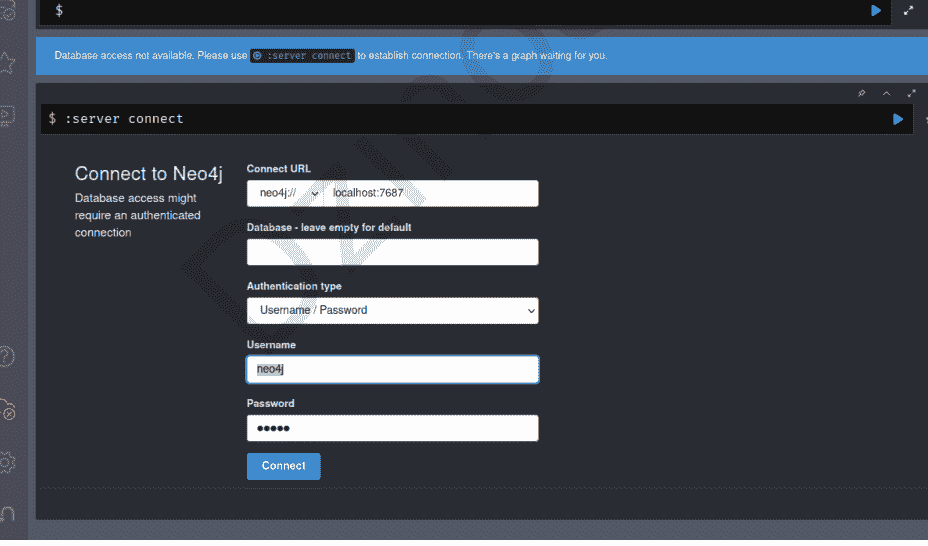 $
Database access not available. Please use :server connect to establish connection. There's a graph waiting for you.
$ :server connect
Connect to Neo4j
Database access might
require an authenticated
connection
Connect URL
neo4j:// localhost:7687
Database - leave empty for default
Authentication type
Username / Password
Username
neo4j
Password
•••••
Connect